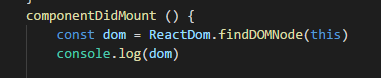 componentDidMount () {
const dom = ReactDom.findDOMNode(this)
console.log(dom)